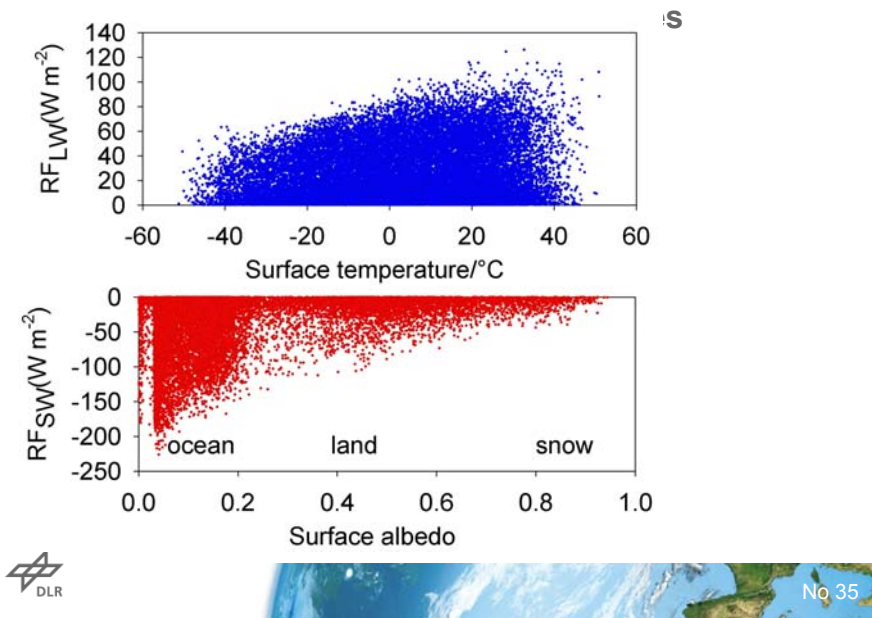 140
120
100
80
60
40
20
0
RF_LW(W m⁻²)
-60 -40 -20 0 20 40 60
Surface temperature/°C
0
-50
-100
-150
-200
-250
RF_SW(W m⁻²)
ocean land snow
0.0 0.2 0.4 0.6 0.8 1.0
Surface albedo
DLR
No 35